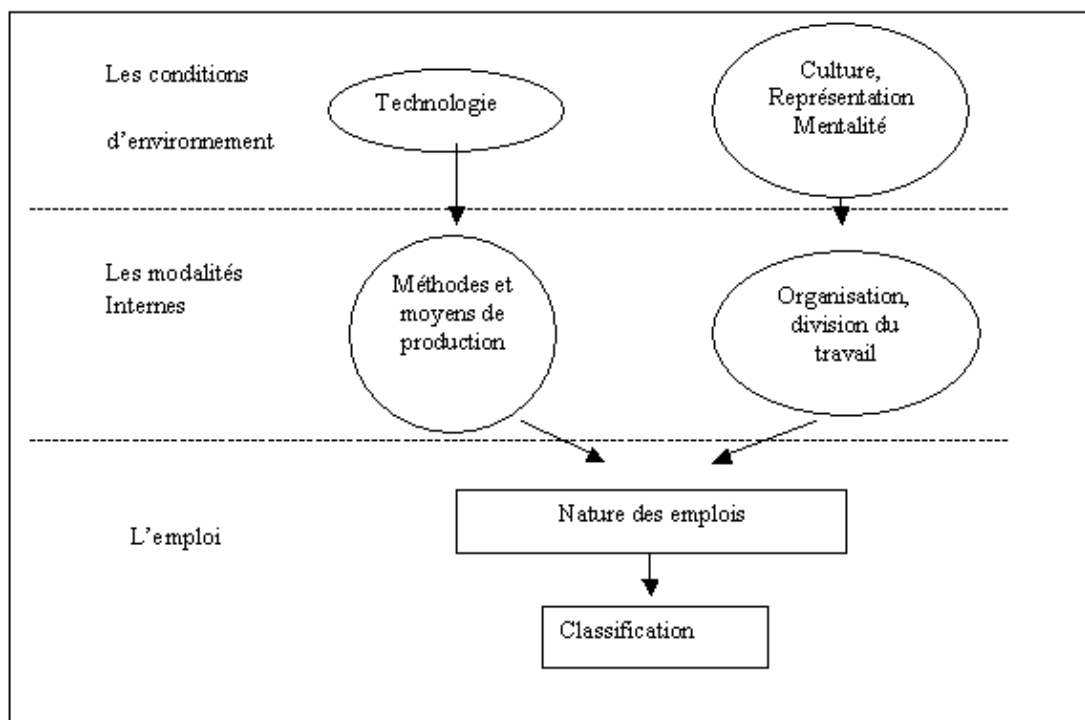 Les conditions
d'environnement
Technologie
Culture,
Représentation
Mentalité
Les modalités
Internes
Méthodes et
moyens de
production
Organisation,
division du
travail
L'emploi
Nature des emplois
Classification